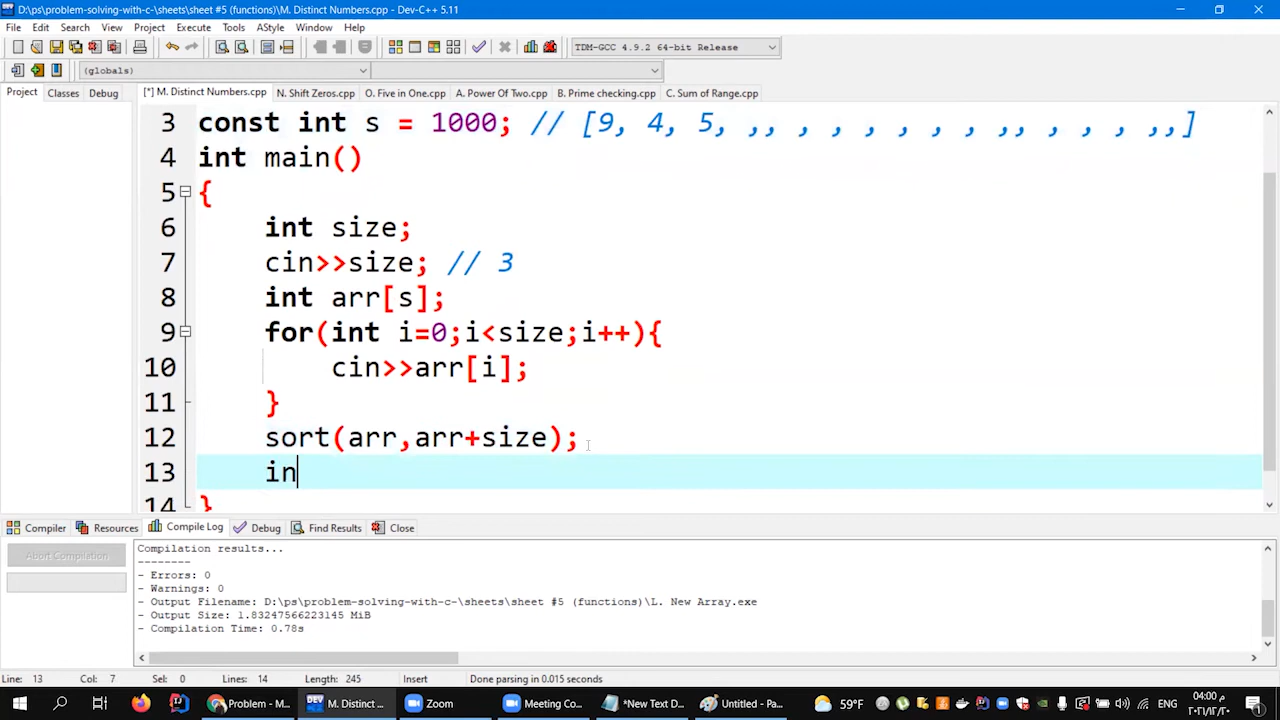 D:\ps\problem-solving-with-c-\sheets\sheet #5 (functions)\M. Distinct Numbers.cpp - Dev-C++ 5.11
File Edit Search View Project Execute Tools AStyle Window Help
TDM-GCC 4.9.2 64-bit Release
(globals)
Project Classes Debug
[*] M. Distinct Numbers.cpp N. Shift Zeros.cpp O. Five in One.cpp A. Power Of Two.cpp B. Prime checking.cpp C. Sum of Range.cpp
3 const int s = 1000; // [9, 4, 5, ,, , , , , , , ,, , , , , ,,]
4 int main()
5 {
6 int size;
7 cin>>size; // 3
8 int arr[s];
9 for(int i=0;i<size;i++){
10 cin>>arr[i];
11 }
12 sort(arr,arr+size);
13 in
14 }
Compiler Resources Compile Log Debug Find Results Close
Abort Compilation
Compilation results...
--------
- Errors: 0
- Warnings: 0
- Output Filename: D:\ps\problem-solving-with-c-\sheets\sheet #5 (functions)\L. New Array.exe
- Output Size: 1.83247566223145 MiB
- Compilation Time: 0.78s
Line: 13 Col: 7 Sel: 0 Lines: 14 Length: 245 Insert Done parsing in 0.015 seconds
Problem - M... M. Distinct ... Zoom Meeting Co... *New Text D... Untitled - Pa... 59°F ENG
04:00 م